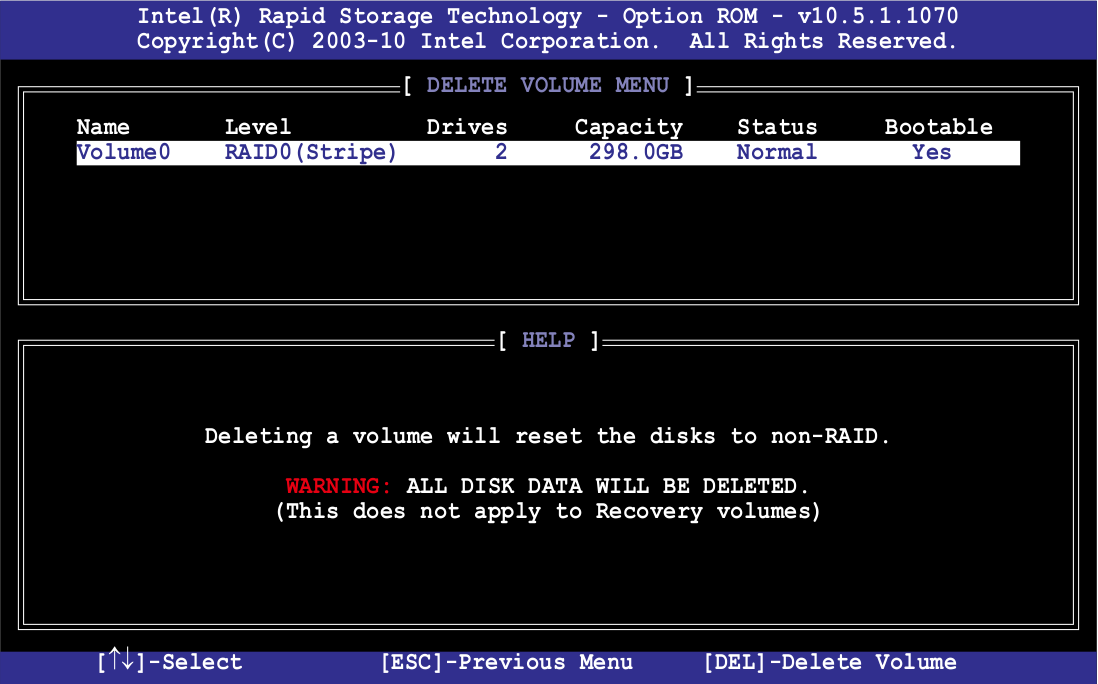 Intel(R) Rapid Storage Technology - Option ROM - v10.5.1.1070
Copyright(C) 2003-10 Intel Corporation.  All Rights Reserved.
[ DELETE VOLUME MENU ]
Name Level Drives Capacity Status Bootable
Volume0 RAID0(Stripe) 2 298.0GB Normal Yes
[ HELP ]
Deleting a volume will reset the disks to non-RAID.
WARNING: ALL DISK DATA WILL BE DELETED.
(This does not apply to Recovery volumes)
[↑↓]-Select [ESC]-Previous Menu [DEL]-Delete Volume